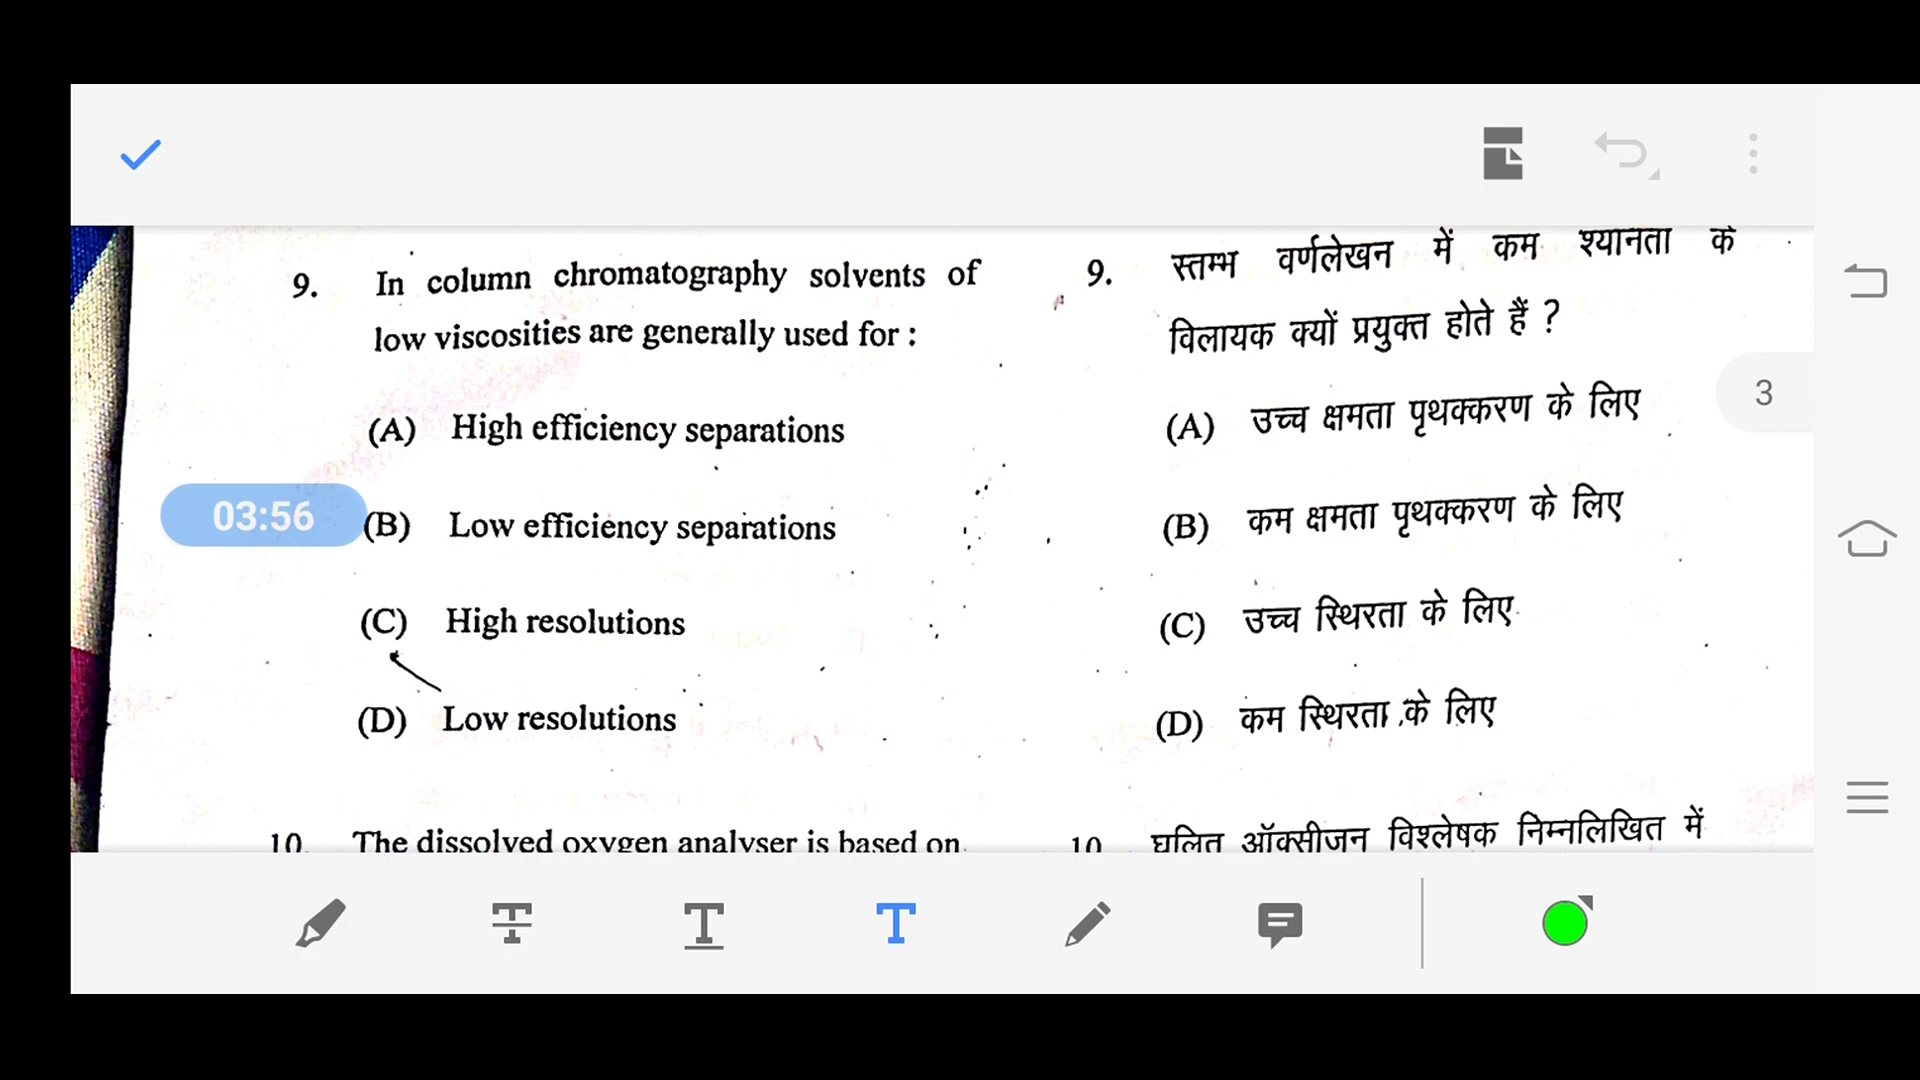 9. In column chromatography solvents of
low viscosities are generally used for :
(A) High efficiency separations
(B) Low efficiency separations
(C) High resolutions
(D) Low resolutions
10. The dissolved oxygen analyser is based on
9. स्तम्भ वर्णलेखन में कम श्यानता के
विलायक क्यों प्रयुक्त होते हैं ?
(A) उच्च क्षमता पृथक्करण के लिए
(B) कम क्षमता पृथक्करण के लिए
(C) उच्च स्थिरता के लिए
(D) कम स्थिरता के लिए
10. घुलित ऑक्सीजन विश्लेषक निम्नलिखित में
03:56
3